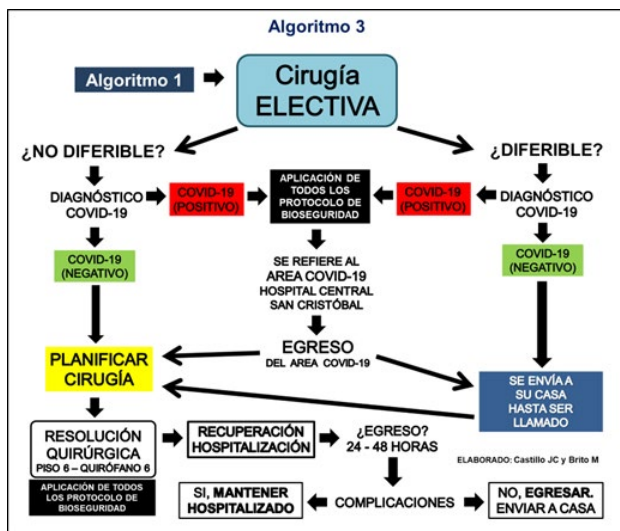 Algoritmo 3
Algoritmo 1
Cirugía
ELECTIVA
¿NO DIFERIBLE?
¿DIFERIBLE?
DIAGNÓSTICO
COVID-19
COVID-19
(POSITIVO)
APLICACIÓN DE
TODOS LOS
PROTOCOLO DE
BIOSEGURIDAD
COVID-19
(POSITIVO)
DIAGNÓSTICO
COVID-19
COVID-19
(NEGATIVO)
SE REFIERE AL
AREA COVID-19
HOSPITAL CENTRAL
SAN CRISTÓBAL
COVID-19
(NEGATIVO)
PLANIFICAR
CIRUGÍA
EGRESO
DEL AREA COVID-19
SE ENVÍA A
SU CASA
HASTA SER
LLAMADO
RESOLUCIÓN
QUIRÚRGICA
PISO 6 – QUIRÓFANO 6
APLICACIÓN DE TODOS
LOS PROTOCOLO DE
BIOSEGURIDAD
RECUPERACIÓN
HOSPITALIZACIÓN
¿EGRESO?
24 - 48 HORAS
ELABORADO: Castillo JC y Brito M
SI, MANTENER
HOSPITALIZADO
COMPLICACIONES
NO, EGRESAR.
ENVIAR A CASA